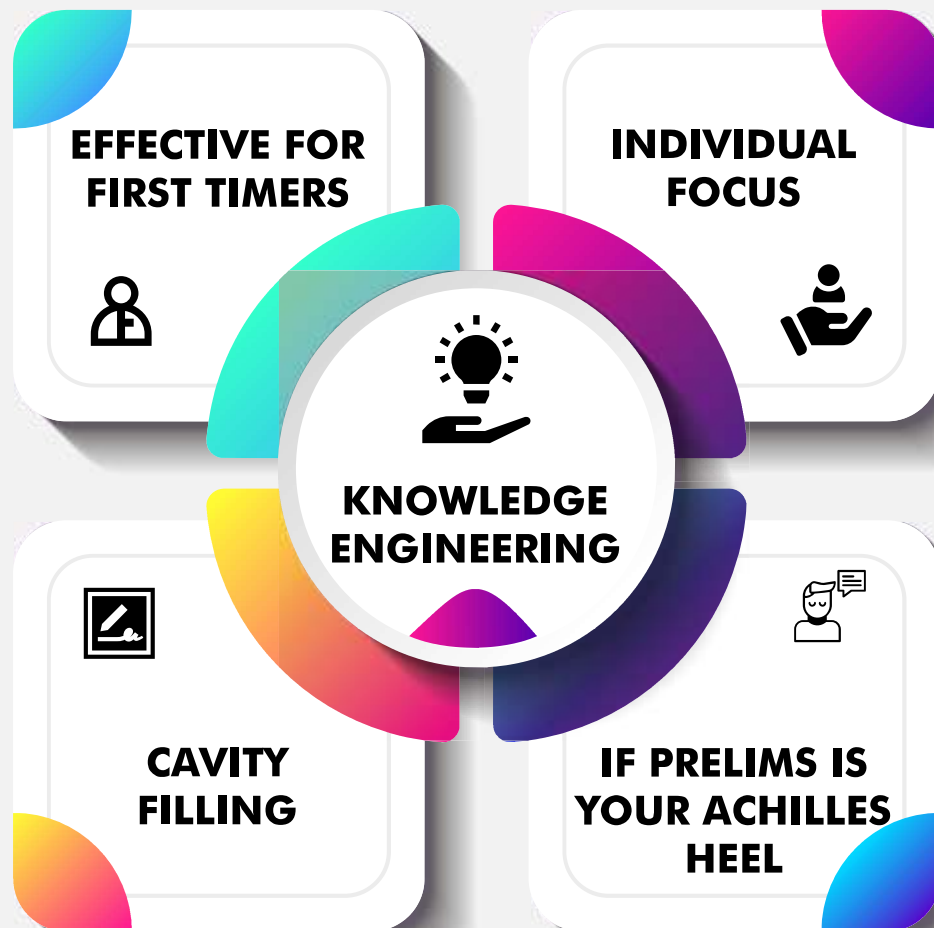 EFFECTIVE FOR
FIRST TIMERS
INDIVIDUAL
FOCUS
KNOWLEDGE
ENGINEERING
CAVITY
FILLING
IF PRELIMS IS
YOUR ACHILLES
HEEL